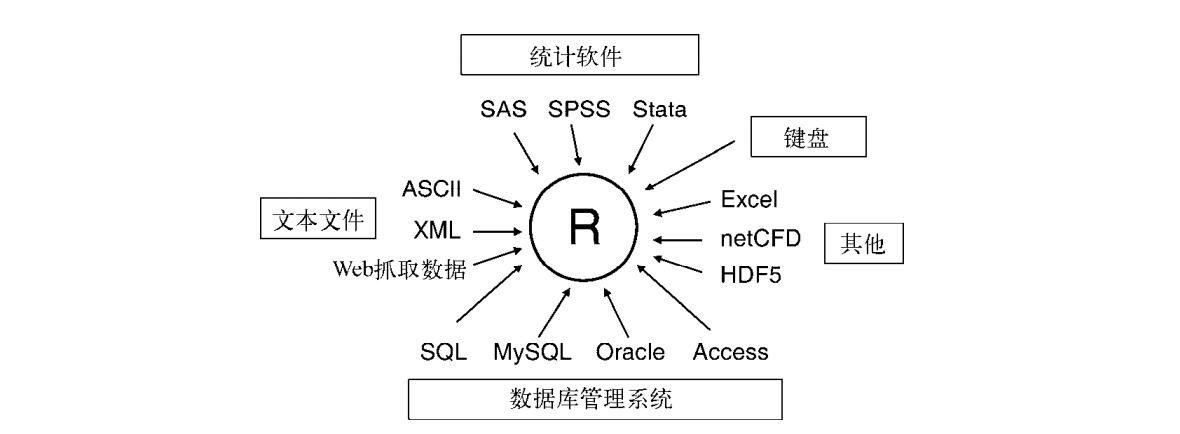 统计软件
SAS SPSS Stata
键盘
ASCII
Excel
文本文件
XML
R
netCFD
其他
Web抓取数据
HDF5
SQL MySQL Oracle Access
数据库管理系统